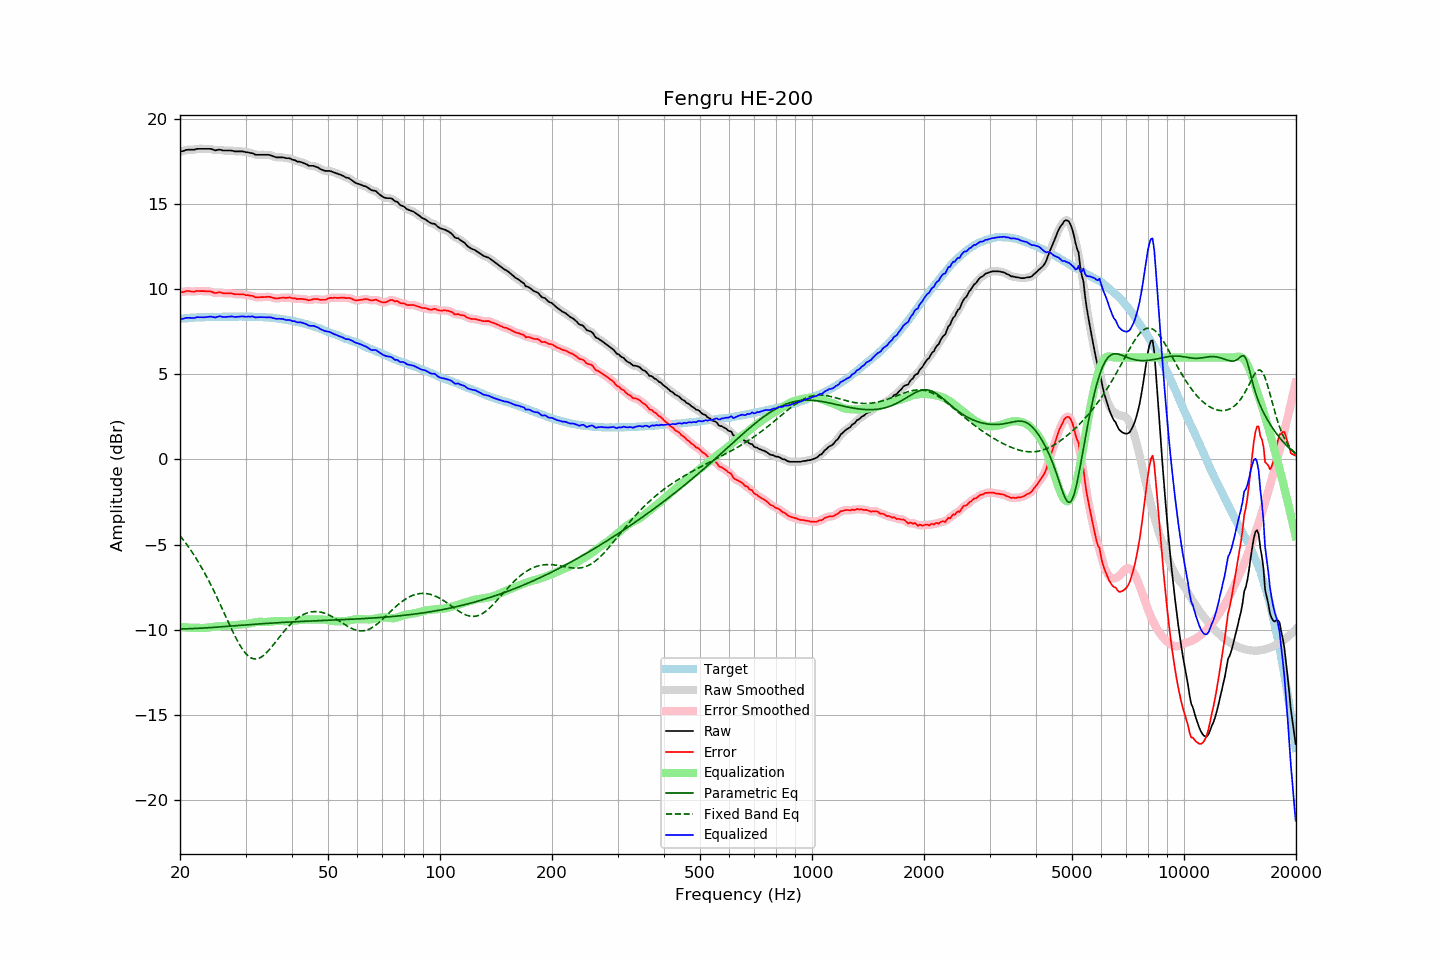 Fengru HE-200
20
15
10
5
0
−5
−10
−15
−20
Amplitude (dBr)
Target
Raw Smoothed
Error Smoothed
Raw
Error
Equalization
Parametric Eq
Fixed Band Eq
Equalized
20 50 100 200 500 1000 2000 5000 10000 20000
Frequency (Hz)